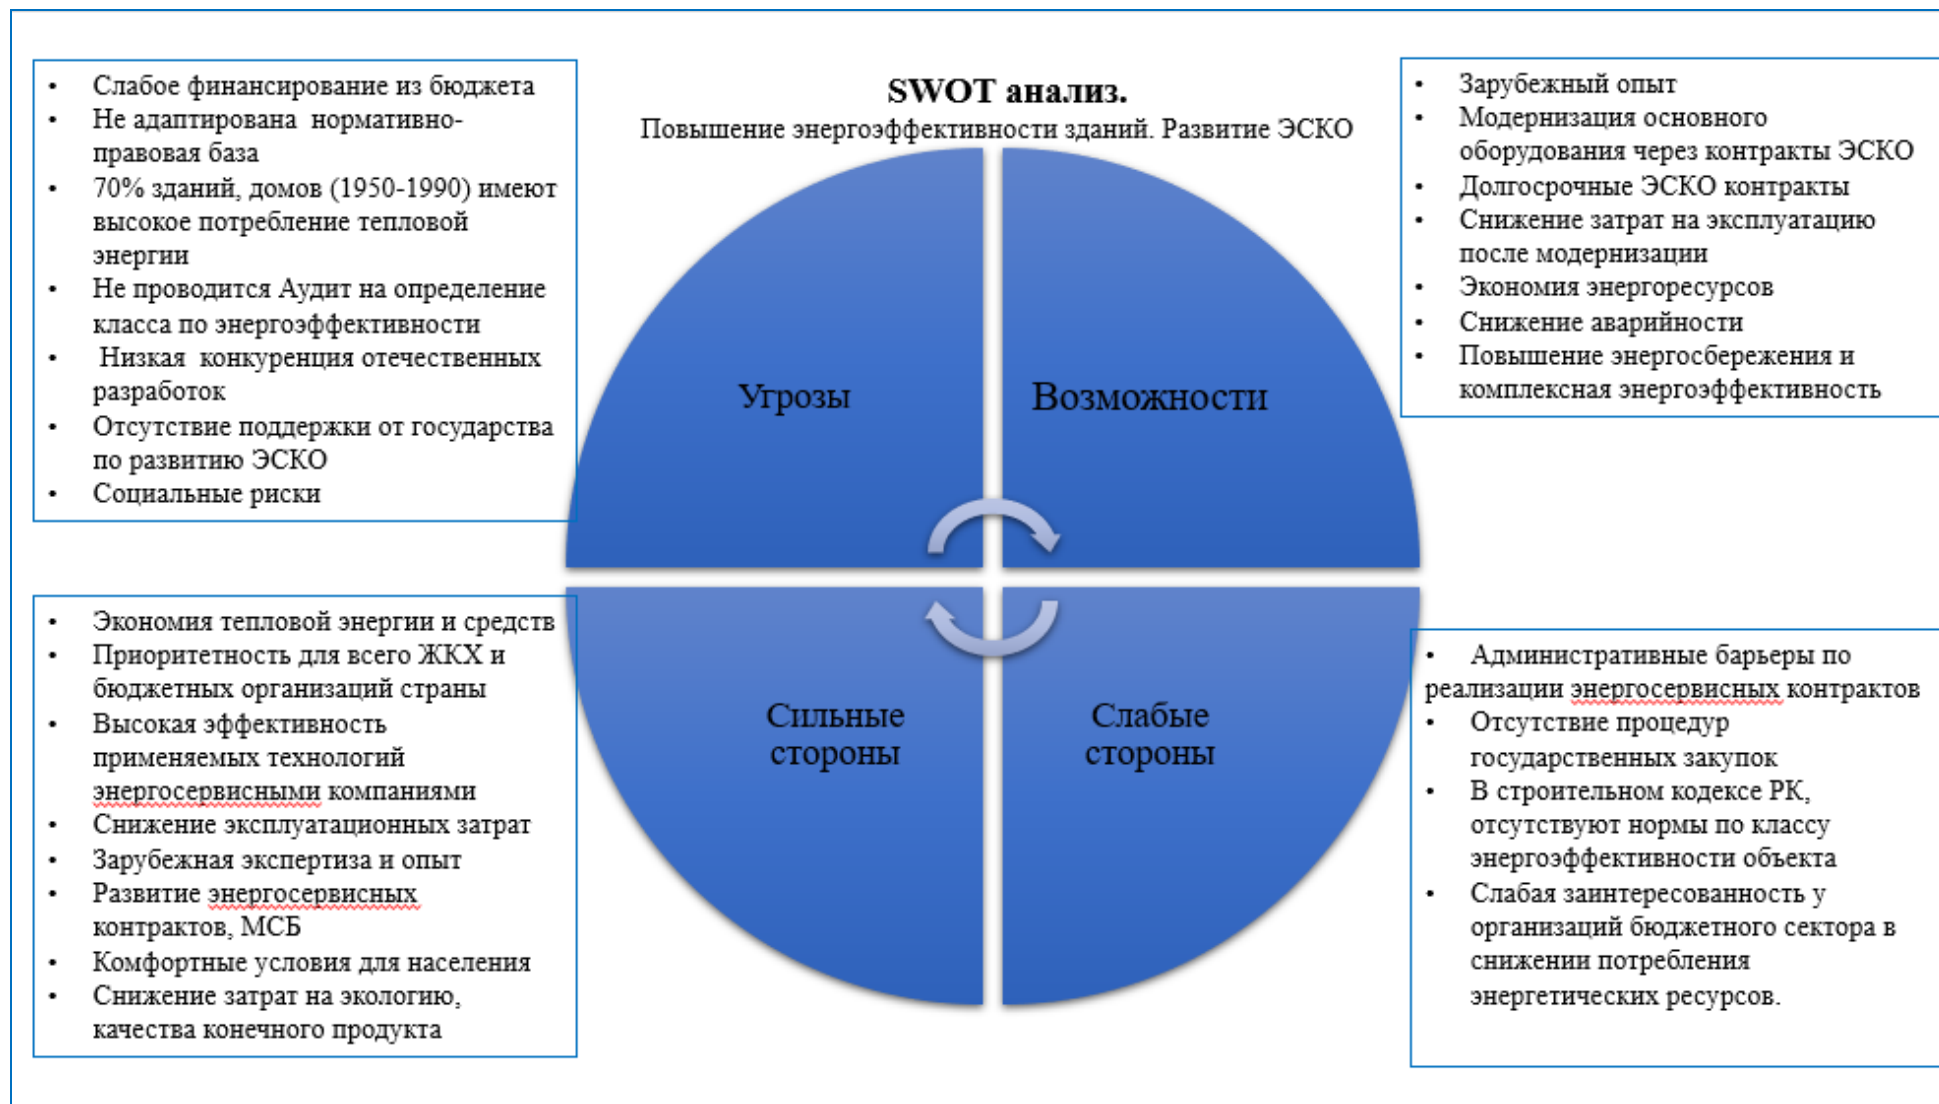 SWOT анализ.
Повышение энергоэффективности зданий. Развитие ЭСКО
• Слабое финансирование из бюджета
• Не адаптирована нормативно-
правовая база
• 70% зданий, домов (1950-1990) имеют
высокое потребление тепловой
энергии
• Не проводится Аудит на определение
класса по энергоэффективности
• Низкая конкуренция отечественных
разработок
• Отсутствие поддержки от государства
по развитию ЭСКО
• Социальные риски
Угрозы
Возможности
• Зарубежный опыт
• Модернизация основного
оборудования через контракты ЭСКО
• Долгосрочные ЭСКО контракты
• Снижение затрат на эксплуатацию
после модернизации
• Экономия энергоресурсов
• Снижение аварийности
• Повышение энергосбережения и
комплексная энергоэффективность
• Экономия тепловой энергии и средств
• Приоритетность для всего ЖКХ и
бюджетных организаций страны
• Высокая эффективность
применяемых технологий
энергосервисными компаниями
• Снижение эксплуатационных затрат
• Зарубежная экспертиза и опыт
• Развитие энергосервисных
контрактов, МСБ
• Комфортные условия для населения
• Снижение затрат на экологию,
качества конечного продукта
Сильные
стороны
Слабые
стороны
• Административные барьеры по
реализации энергосервисных контрактов
• Отсутствие процедур
государственных закупок
• В строительном кодексе РК,
отсутствуют нормы по классу
энергоэффективности объекта
• Слабая заинтересованность у
организаций бюджетного сектора в
снижении потребления
энергетических ресурсов.